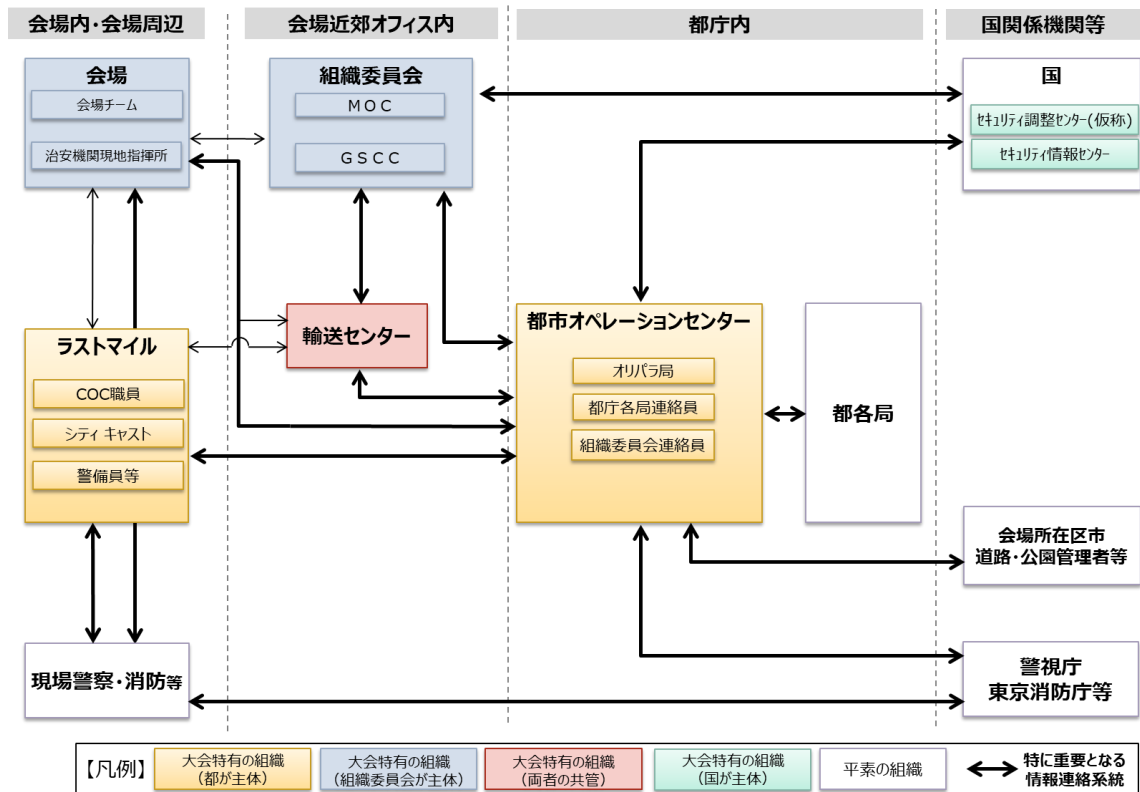 会場内・会場周辺
会場近郊オフィス内
都庁内
国関係機関等
会場
会場チーム
治安機関現地指揮所
組織委員会
ＭＯＣ
ＧＳＣＣ
国
セキュリティ調整センター(仮称)
セキュリティ情報センター
ラストマイル
COC職員
シティ キャスト
警備員等
輸送センター
都市オペレーションセンター
オリパラ局
都庁各局連絡員
組織委員会連絡員
都各局
会場所在区市
道路・公園管理者等
現場警察・消防等
警視庁
東京消防庁等
【凡例】
大会特有の組織
（都が主体）
大会特有の組織
（組織委員会が主体）
大会特有の組織
（両者の共管）
大会特有の組織
（国が主体）
平素の組織
特に重要となる
情報連絡系統